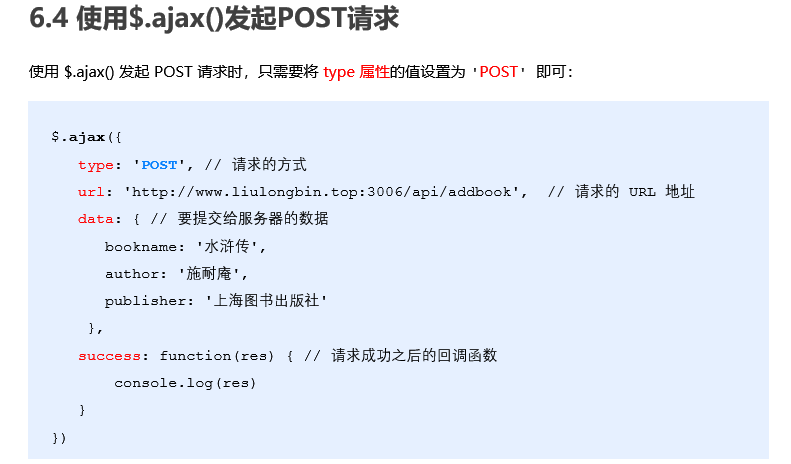 6.4 使用$.ajax()发起POST请求
使用 $.ajax() 发起 POST 请求时，只需要将 type 属性的值设置为 'POST' 即可：
$.ajax({
   type: 'POST', // 请求的方式
   url: 'http://www.liulongbin.top:3006/api/addbook',  // 请求的 URL 地址
   data: { // 要提交给服务器的数据
      bookname: '水浒传',
      author: '施耐庵',
      publisher: '上海图书出版社'
    },
   success: function(res) { // 请求成功之后的回调函数
       console.log(res)
   }
})